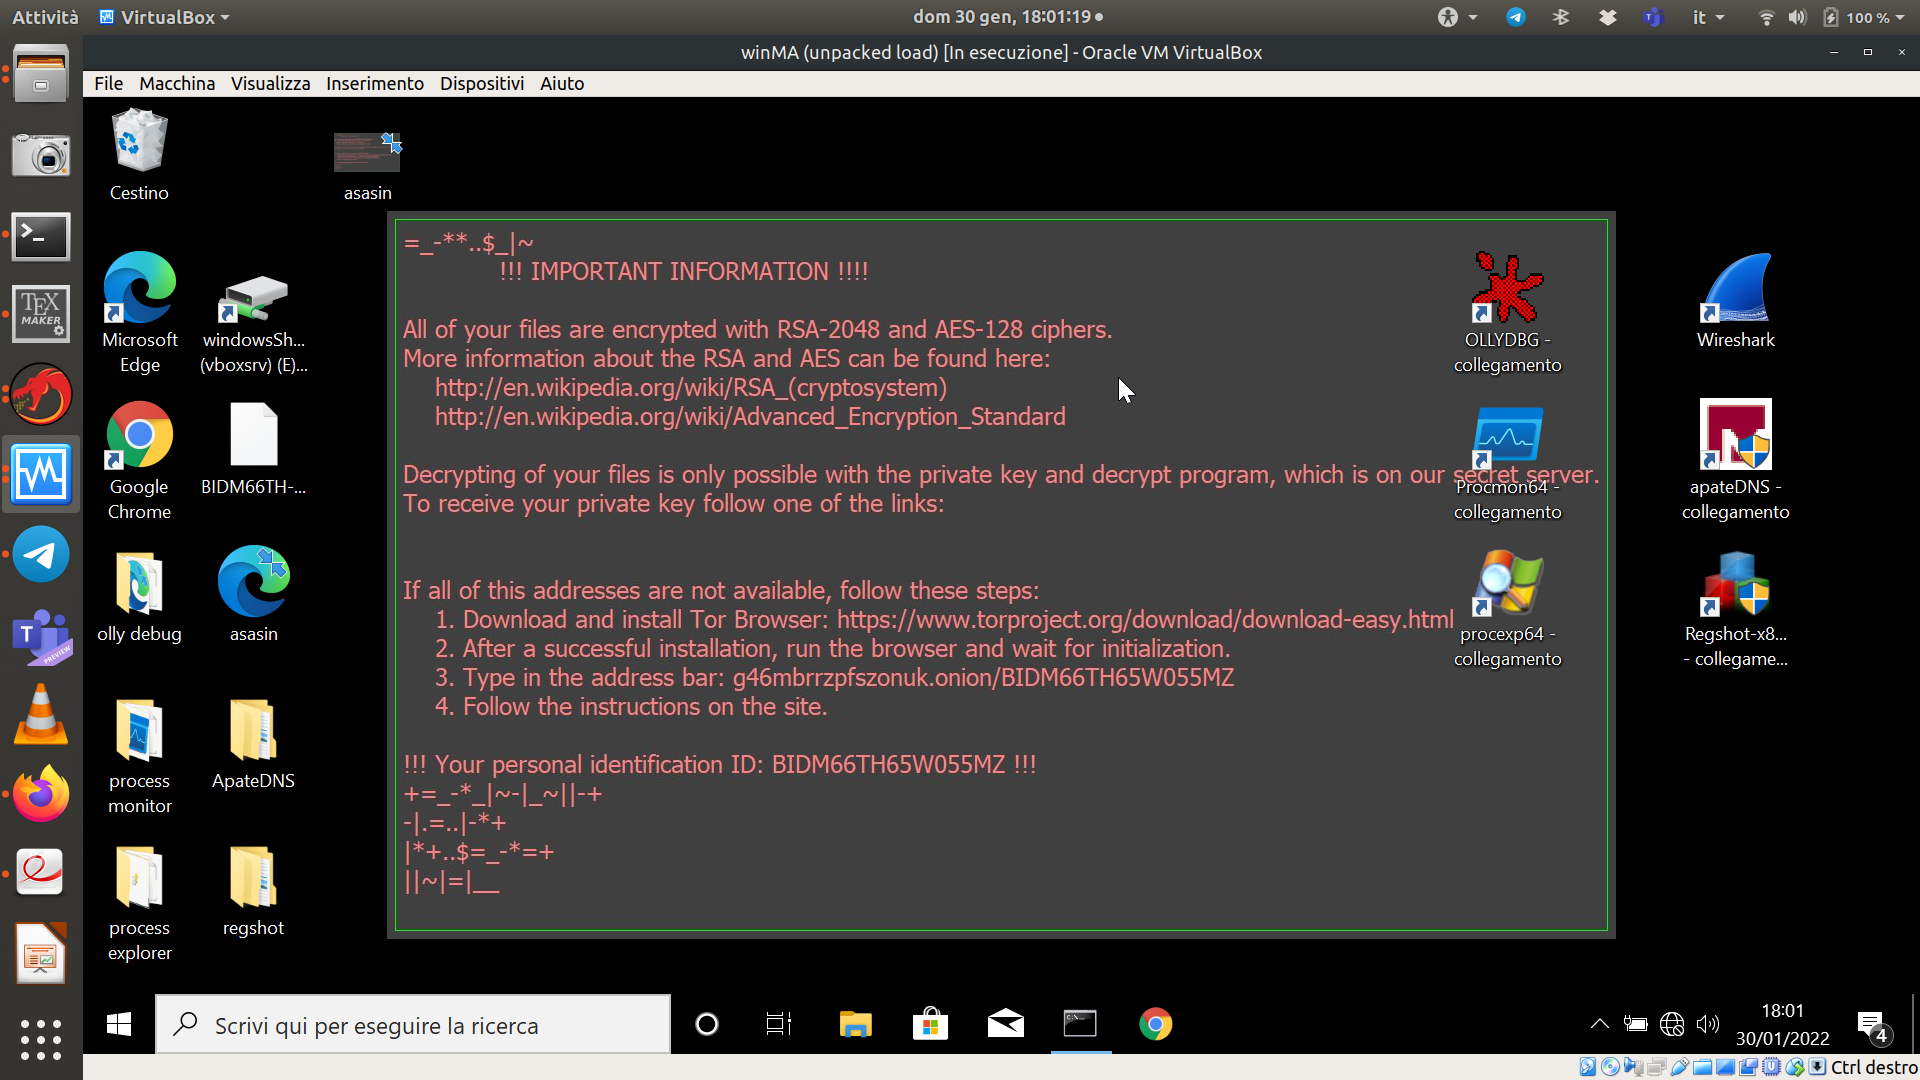 Attività VirtualBox dom 30 gen, 18:01:19 it 100 %
winMA (unpacked load) [In esecuzione] - Oracle VM VirtualBox
File Macchina Visualizza Inserimento Dispositivi Aiuto
Cestino
asasin
Microsoft Edge
windowsSh... (vboxsrv) (E)...
Google Chrome
BIDM66TH-...
olly debug
asasin
process monitor
ApateDNS
process explorer
regshot
=_-**..$_|~
!!! IMPORTANT INFORMATION !!!!
All of your files are encrypted with RSA-2048 and AES-128 ciphers.
More information about the RSA and AES can be found here:
http://en.wikipedia.org/wiki/RSA_(cryptosystem)
http://en.wikipedia.org/wiki/Advanced_Encryption_Standard
Decrypting of your files is only possible with the private key and decrypt program, which is on our secret server.
To receive your private key follow one of the links:
If all of this addresses are not available, follow these steps:
1. Download and install Tor Browser: https://www.torproject.org/download/download-easy.html
2. After a successful installation, run the browser and wait for initialization.
3. Type in the address bar: g46mbrrzpfszonuk.onion/BIDM66TH65W055MZ
4. Follow the instructions on the site.
!!! Your personal identification ID: BIDM66TH65W055MZ !!!
+=_-*_|~-|_~||-+
-|.=..|-*+
|*+..$=_-*=+
||~|=|__
OLLYDBG - collegamento
Wireshark
Procmon64 - collegamento
apateDNS - collegamento
procexp64 - collegamento
Regshot-x8... - collegame...
TEX MAKER
T PREVIEW
Scrivi qui per eseguire la ricerca
18:01
30/01/2022
4
Ctrl destro